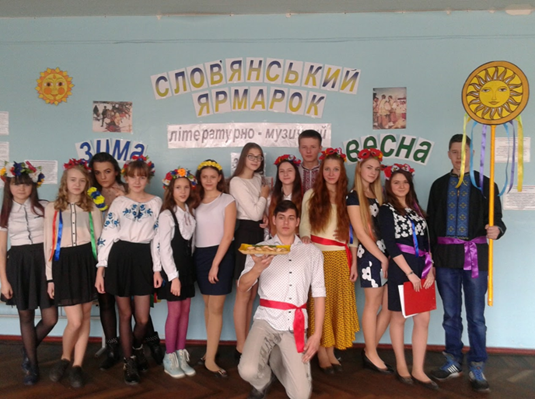 СЛОВ'ЯНСЬКИЙ
ЯРМАРОК
літературно - музичний
зима
весна